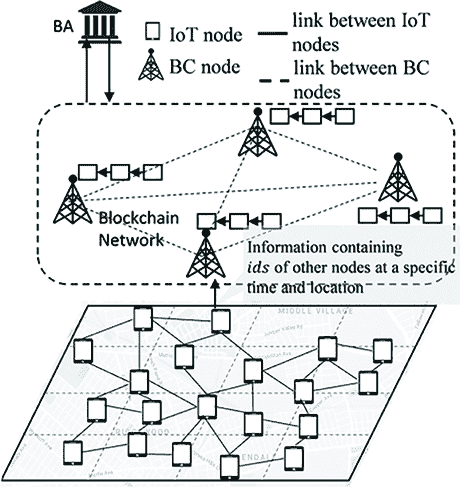 BA
IoT node
BC node
link between IoT
nodes
link between BC
nodes
Blockchain
Network
Information containing
ids of other nodes at a specific
time and location
MIDDLE VILLAGE